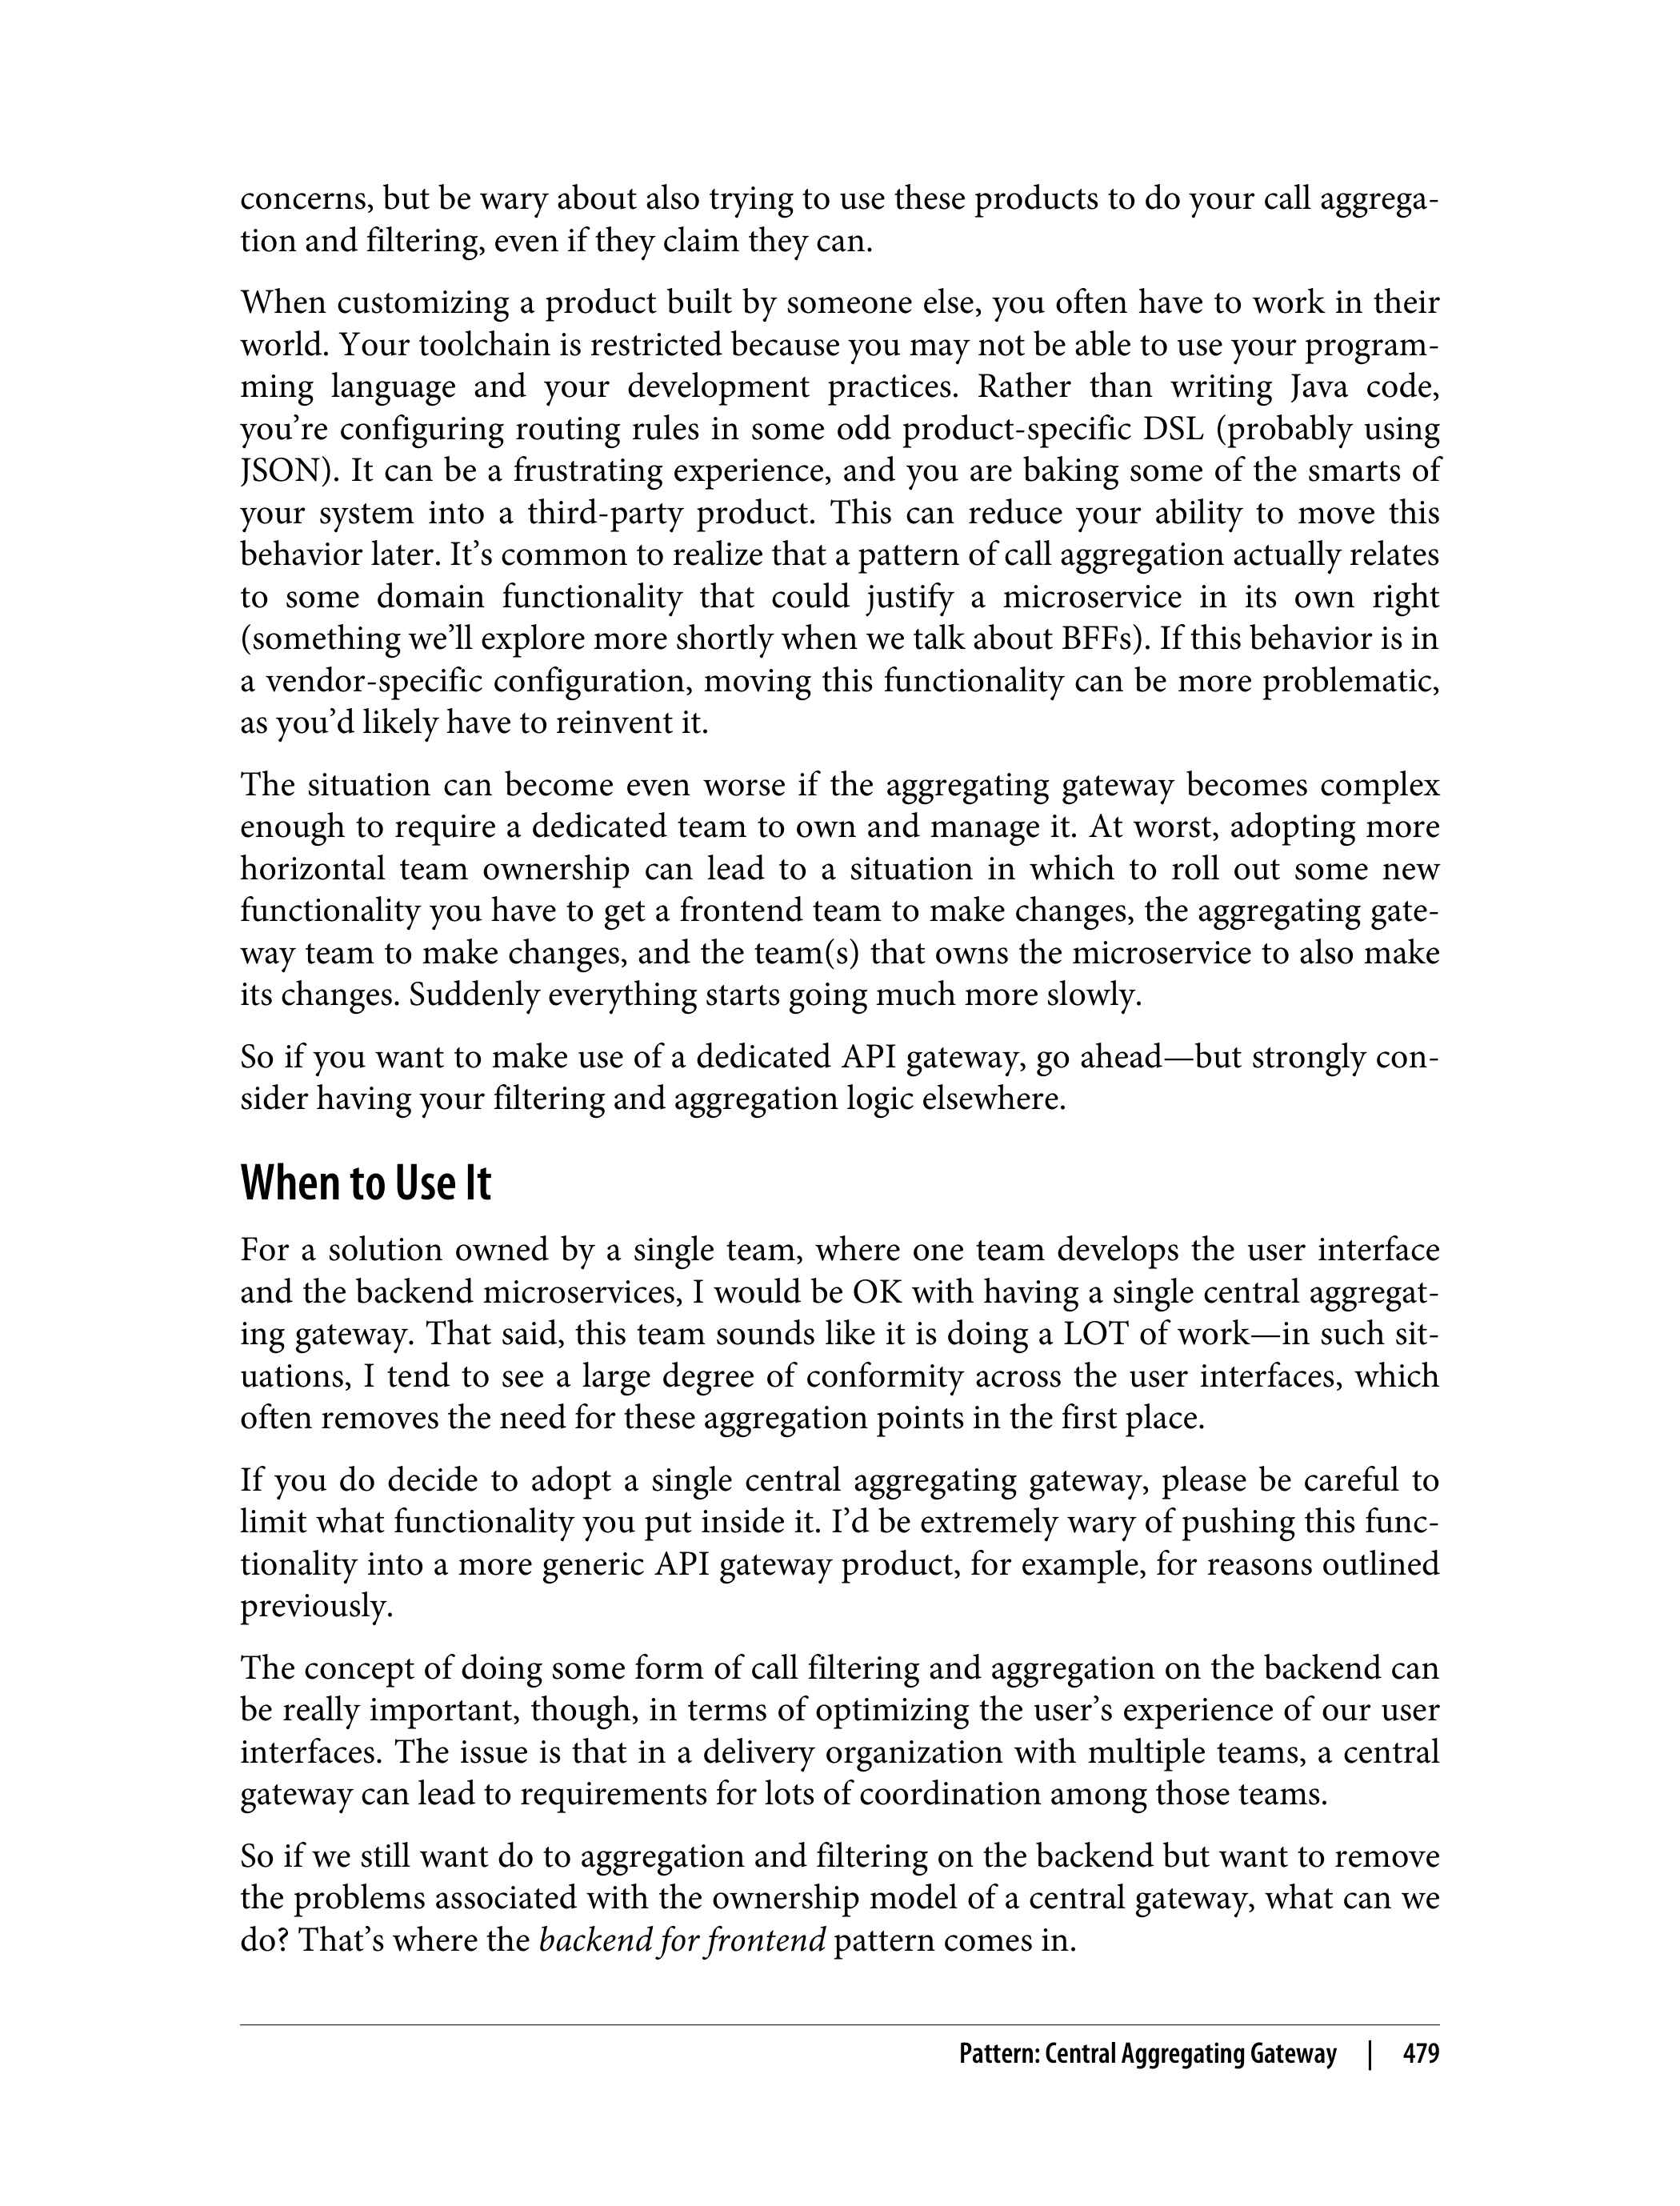 concerns, but be wary about also trying to use these products to do your call aggrega-
tion and filtering, even if they claim they can.
When customizing a product built by someone else, you often have to work in their
world. Your toolchain is restricted because you may not be able to use your program-
ming language and your development practices. Rather than writing Java code,
you’re configuring routing rules in some odd product-specific DSL (probably using
JSON). It can be a frustrating experience, and you are baking some of the smarts of
your system into a third-party product. This can reduce your ability to move this
behavior later. It’s common to realize that a pattern of call aggregation actually relates
to some domain functionality that could justify a microservice in its own right
(something we’ll explore more shortly when we talk about BFFs). If this behavior is in
a vendor-specific configuration, moving this functionality can be more problematic,
as you’d likely have to reinvent it.
The situation can become even worse if the aggregating gateway becomes complex
enough to require a dedicated team to own and manage it. At worst, adopting more
horizontal team ownership can lead to a situation in which to roll out some new
functionality you have to get a frontend team to make changes, the aggregating gate-
way team to make changes, and the team(s) that owns the microservice to also make
its changes. Suddenly everything starts going much more slowly.
So if you want to make use of a dedicated API gateway, go ahead—but strongly con-
sider having your filtering and aggregation logic elsewhere.
When to Use It
For a solution owned by a single team, where one team develops the user interface
and the backend microservices, I would be OK with having a single central aggregat-
ing gateway. That said, this team sounds like it is doing a LOT of work—in such sit-
uations, I tend to see a large degree of conformity across the user interfaces, which
often removes the need for these aggregation points in the first place.
If you do decide to adopt a single central aggregating gateway, please be careful to
limit what functionality you put inside it. I’d be extremely wary of pushing this func-
tionality into a more generic API gateway product, for example, for reasons outlined
previously.
The concept of doing some form of call filtering and aggregation on the backend can
be really important, though, in terms of optimizing the user’s experience of our user
interfaces. The issue is that in a delivery organization with multiple teams, a central
gateway can lead to requirements for lots of coordination among those teams.
So if we still want do to aggregation and filtering on the backend but want to remove
the problems associated with the ownership model of a central gateway, what can we
do? That’s where the backend for frontend pattern comes in.
Pattern: Central Aggregating Gateway | 479